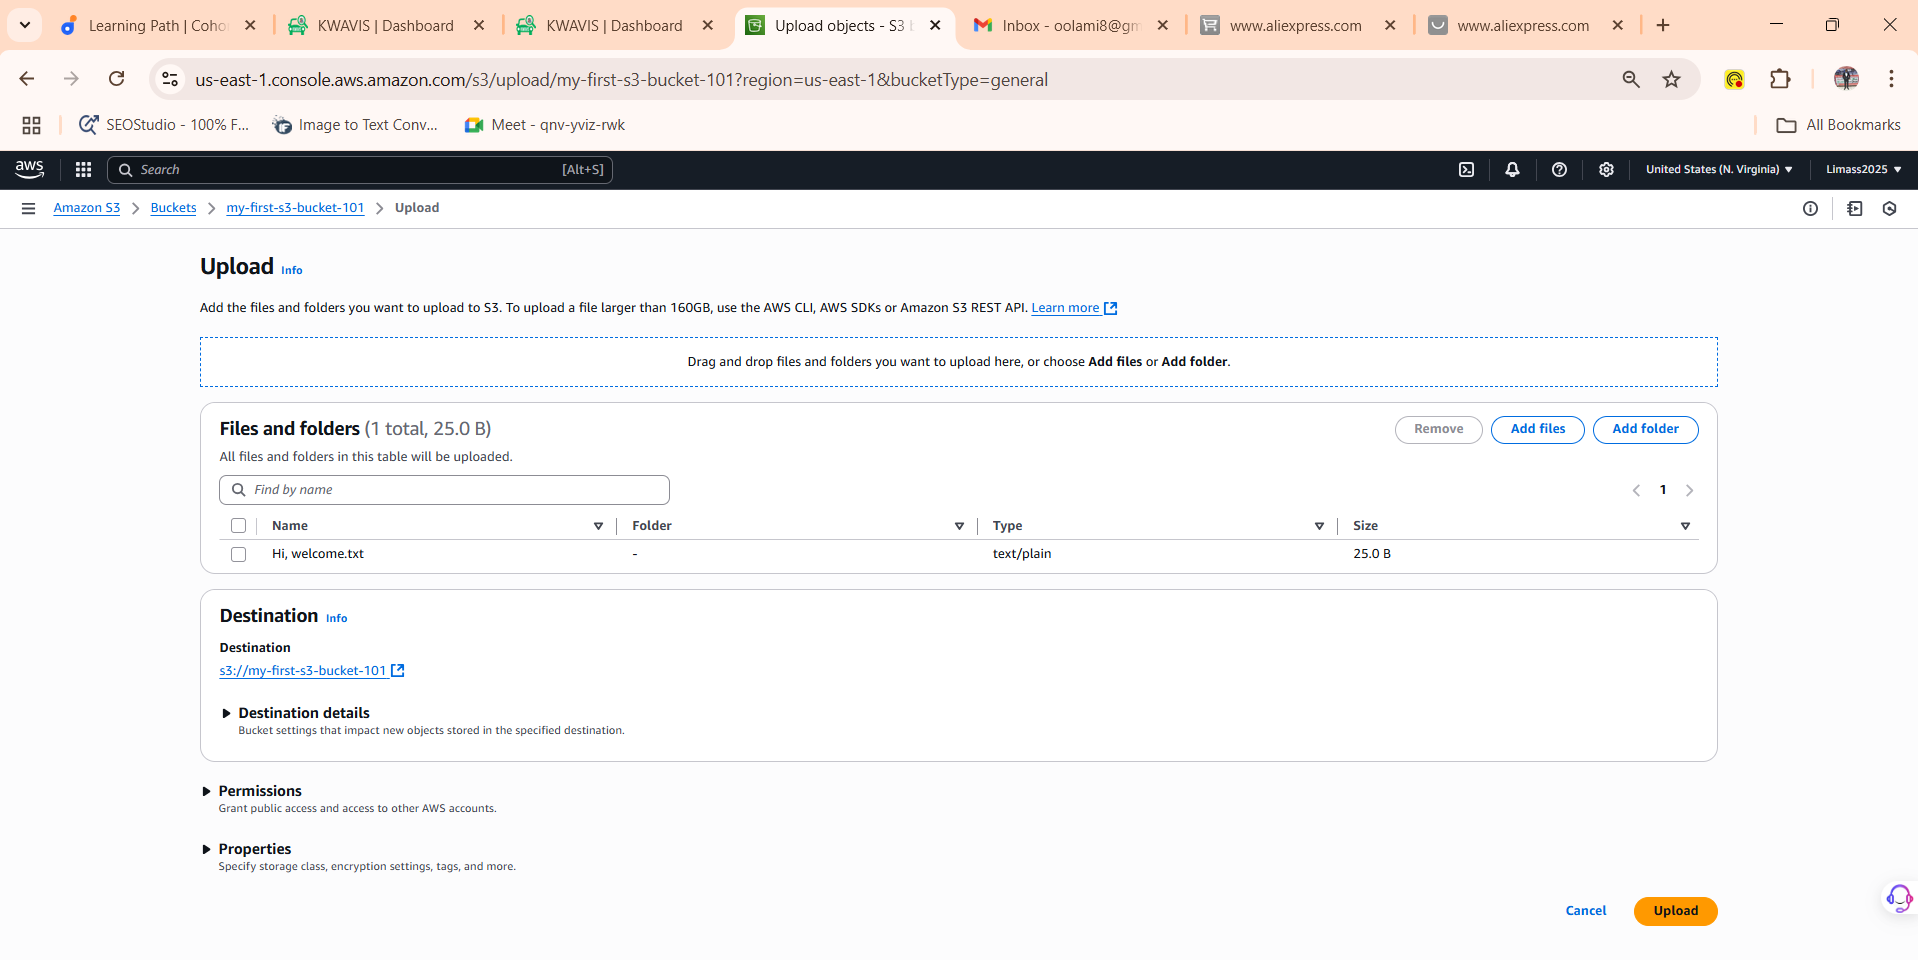 Learning Path | Coho
KWAVIS | Dashboard
KWAVIS | Dashboard
Upload objects - S3 b
Inbox - oolami8@gm
www.aliexpress.com
www.aliexpress.com
us-east-1.console.aws.amazon.com/s3/upload/my-first-s3-bucket-101?region=us-east-1&bucketType=general
SEOStudio - 100% F...
Image to Text Conv...
Meet - qnv-yviz-rwk
All Bookmarks
aws
Search
[Alt+S]
United States (N. Virginia)
Limass2025
Amazon S3
Buckets
my-first-s3-bucket-101
Upload
Upload Info
Add the files and folders you want to upload to S3. To upload a file larger than 160GB, use the AWS CLI, AWS SDKs or Amazon S3 REST API. Learn more
Drag and drop files and folders you want to upload here, or choose Add files or Add folder.
Files and folders (1 total, 25.0 B)
Remove
Add files
Add folder
All files and folders in this table will be uploaded.
Find by name
1
Name
Folder
Type
Size
Hi, welcome.txt
-
text/plain
25.0 B
Destination Info
Destination
s3://my-first-s3-bucket-101
Destination details
Bucket settings that impact new objects stored in the specified destination.
Permissions
Grant public access and access to other AWS accounts.
Properties
Specify storage class, encryption settings, tags, and more.
Cancel
Upload